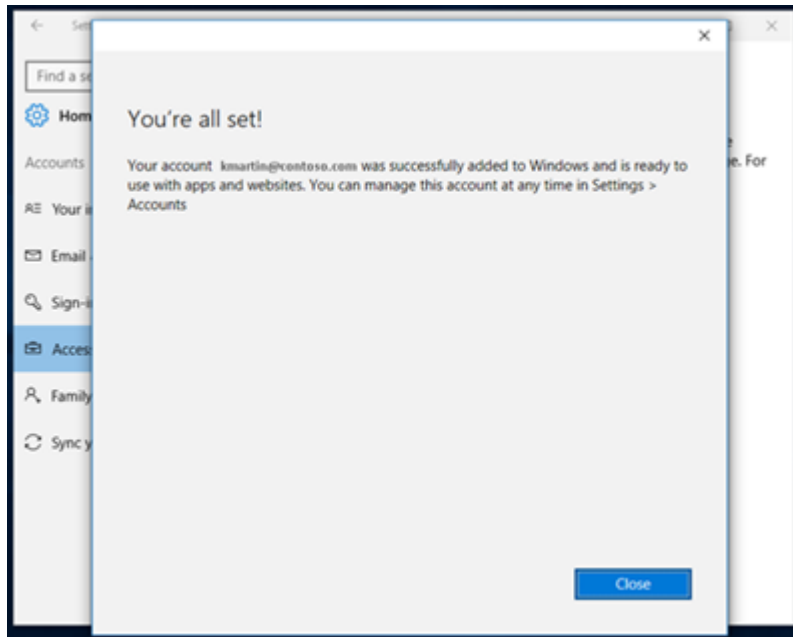 Find a se
Home
Accounts
Your i
Email
Sign-i
Access
Family
Sync y
You're all set!
Your account kmartin@contoso.com was successfully added to Windows and is ready to
use with apps and websites. You can manage this account at any time in Settings >
Accounts
Close
e. For